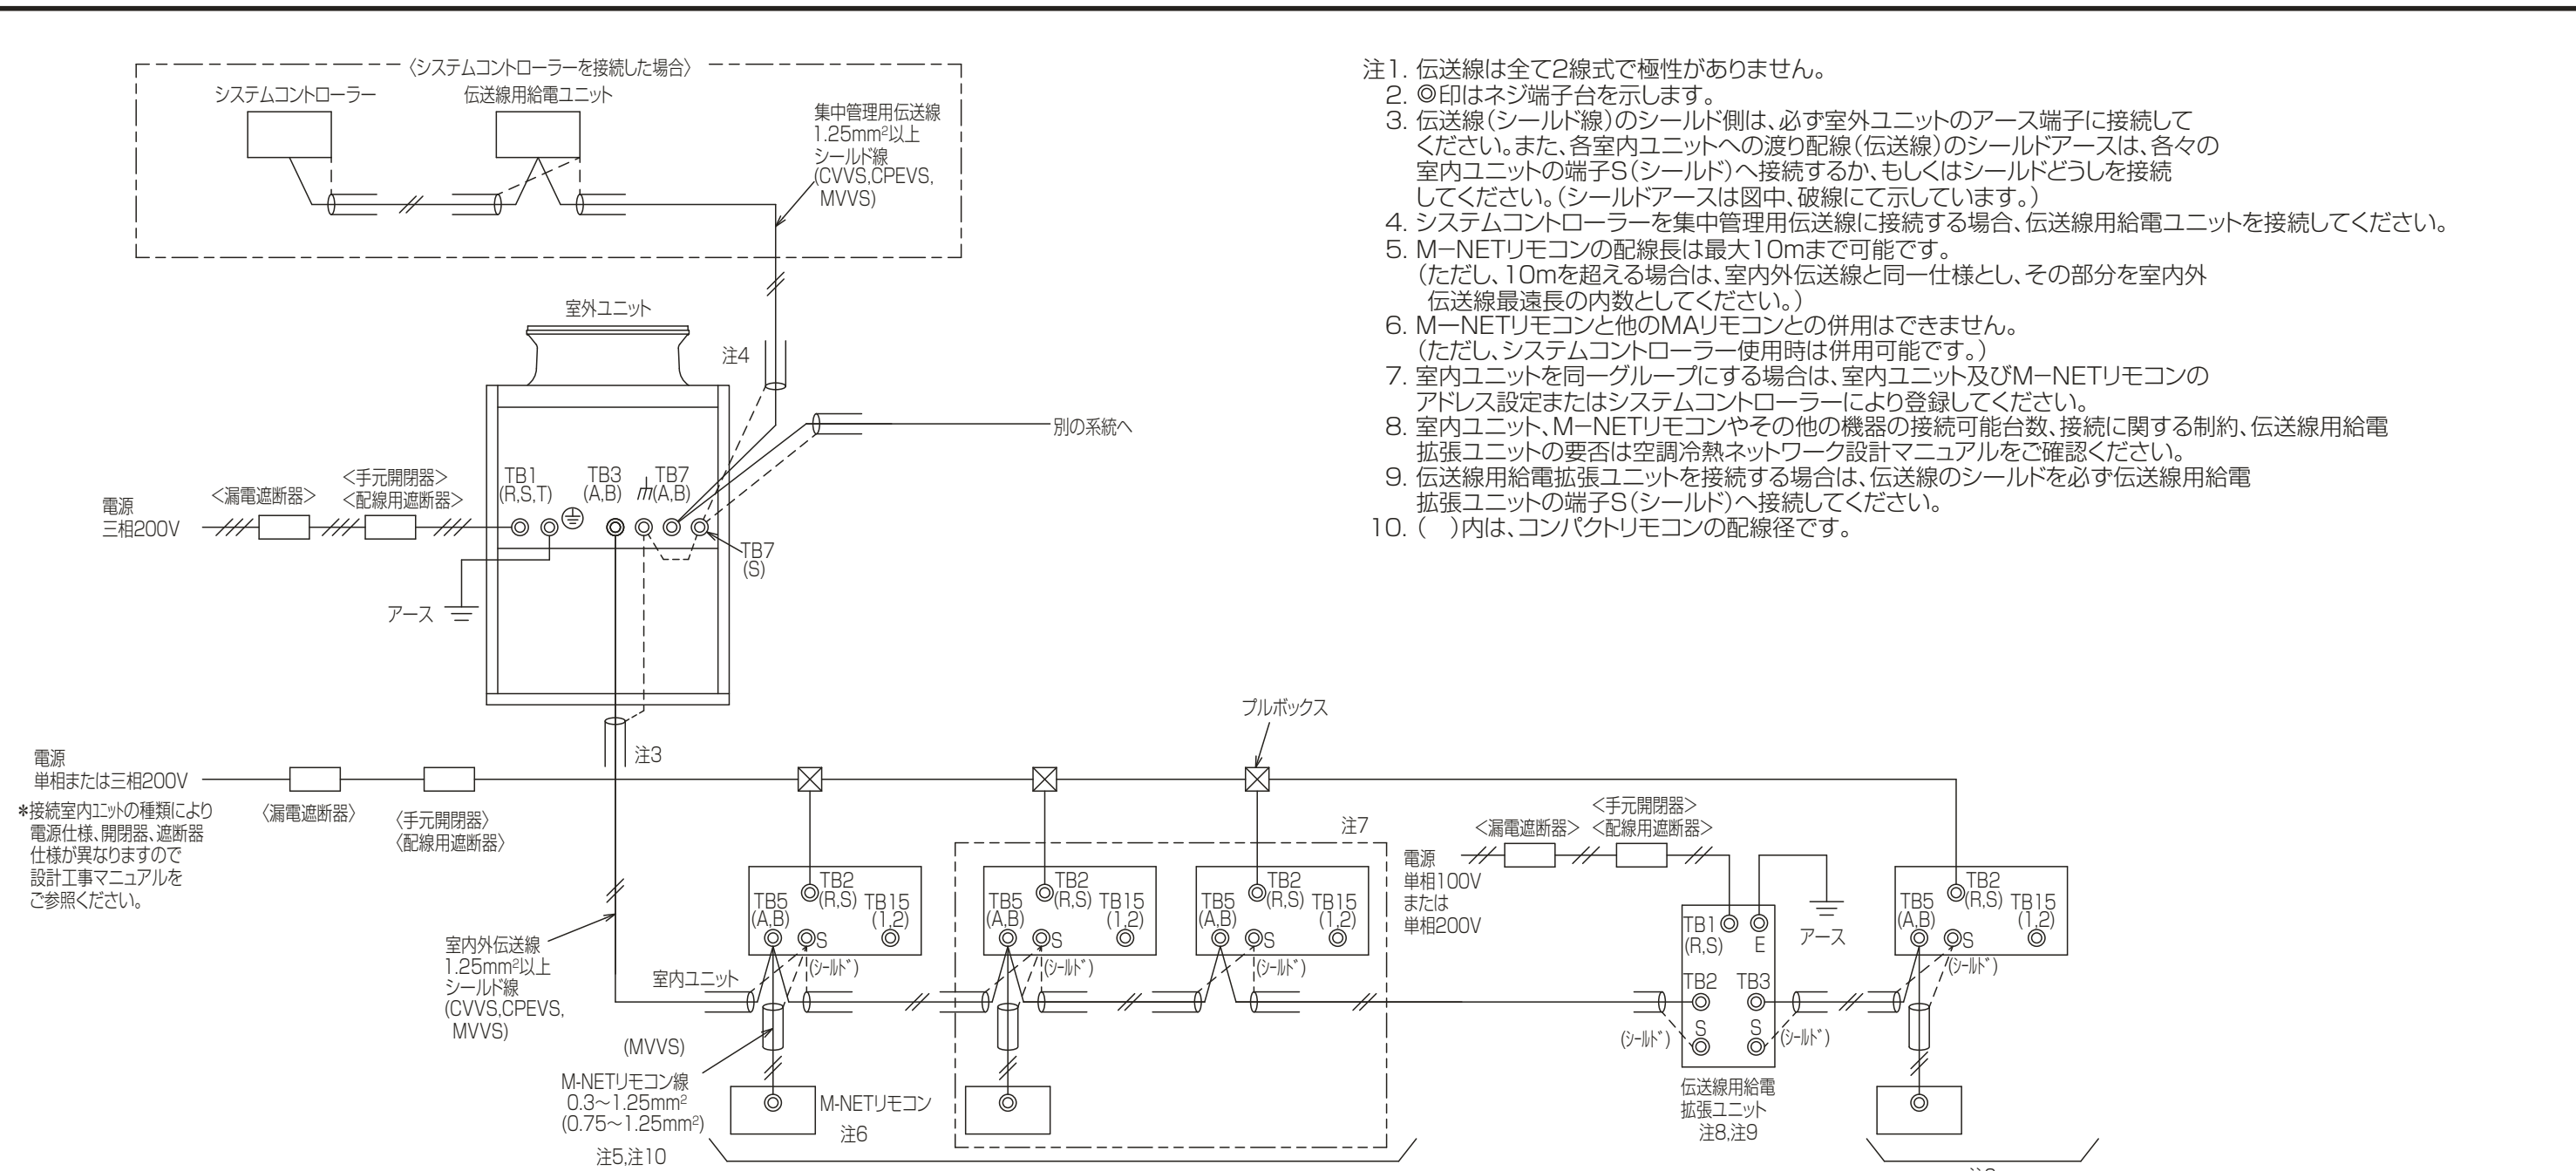 〈システムコントローラーを接続した場合〉
システムコントローラー
伝送線用給電ユニット
集中管理用伝送線
1.25mm²以上
シールド線
(CVVS,CPEVS,
MVVS)
注1. 伝送線は全て2線式で極性がありません。
2. ◎印はネジ端子台を示します。
3. 伝送線(シールド線)のシールド側は、必ず室外ユニットのアース端子に接続して
ください。また、各室内ユニットへの渡り配線(伝送線)のシールドアースは、各々の
室内ユニットの端子S(シールド)へ接続するか、もしくはシールドどうしを接続
してください。(シールドアースは図中、破線にて示しています。)
4. システムコントローラーを集中管理用伝送線に接続する場合、伝送線用給電ユニットを接続してください。
5. M−NETリモコンの配線長は最大10mまで可能です。
(ただし、10mを超える場合は、室内外伝送線と同一仕様とし、その部分を室内外
伝送線最遠長の内数としてください。)
6. M−NETリモコンと他のMAリモコンとの併用はできません。
(ただし、システムコントローラー使用時は併用可能です。)
7. 室内ユニットを同一グループにする場合は、室内ユニット及びM−NETリモコンの
アドレス設定またはシステムコントローラーにより登録してください。
8. 室内ユニット、M−NETリモコンやその他の機器の接続可能台数、接続に関する制約、伝送線用給電
拡張ユニットの要否は空調冷熱ネットワーク設計マニュアルをご確認ください。
9. 伝送線用給電拡張ユニットを接続する場合は、伝送線のシールドを必ず伝送線用給電
拡張ユニットの端子S(シールド)へ接続してください。
10. (　)内は、コンパクトリモコンの配線径です。
室外ユニット
注4
別の系統へ
電源
三相200V
<漏電遮断器>
<手元開閉器>
<配線用遮断器>
TB1
(R,S,T)
TB3
(A,B)
TB7
(A,B)
TB7
(S)
アース
注3
プルボックス
電源
単相または三相200V
*接続室内ユニットの種類により
電源仕様、開閉器、遮断器
仕様が異なりますので
設計工事マニュアルを
ご参照ください。
〈漏電遮断器〉
〈手元開閉器〉
〈配線用遮断器〉
注7
室内外伝送線
1.25mm²以上
シールド線
(CVVS,CPEVS,
MVVS)
室内ユニット
TB5
(A,B)
TB2
(R,S)
TB15
(1,2)
S
(シールド)
TB5
(A,B)
TB2
(R,S)
TB15
(1,2)
S
(シールド)
TB5
(A,B)
TB2
(R,S)
TB15
(1,2)
S
(シールド)
電源
単相100V
または
単相200V
<漏電遮断器>
<手元開閉器>
<配線用遮断器>
TB1
(R,S)
E
アース
TB2
TB3
S
S
(シールド)
(シールド)
伝送線用給電
拡張ユニット
注8,注9
TB5
(A,B)
TB2
(R,S)
TB15
(1,2)
S
(シールド)
(MVVS)
M-NETリモコン線
0.3〜1.25mm²
(0.75〜1.25mm²)
注5,注10
M-NETリモコン
注6